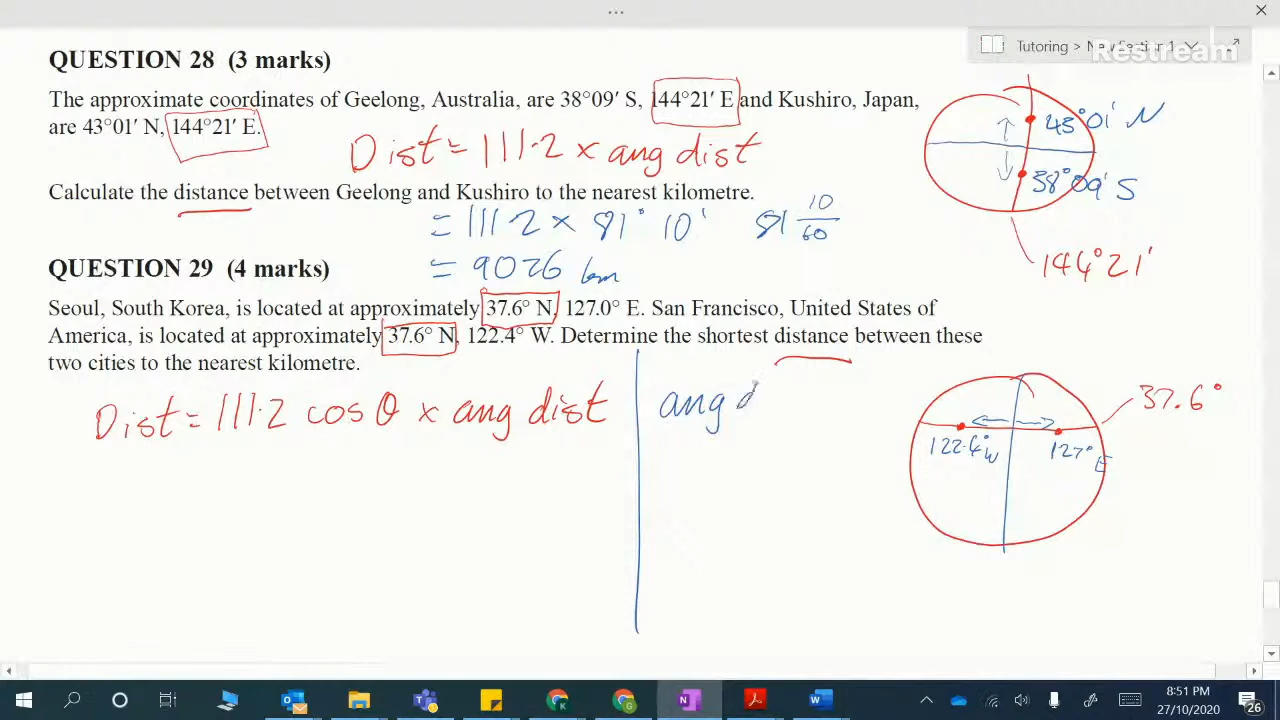 Tutoring > New Section 1
Restream
QUESTION 28 (3 marks)
The approximate coordinates of Geelong, Australia, are 38°09′ S, 144°21′ E and Kushiro, Japan,
are 43°01′ N, 144°21′ E.
Dist = 111.2 x ang dist
43°01' N
38°09' S
144°21'
Calculate the distance between Geelong and Kushiro to the nearest kilometre.
= 111.2 x 81° 10' 81 10/60
= 9026 km
QUESTION 29 (4 marks)
Seoul, South Korea, is located at approximately 37.6° N, 127.0° E. San Francisco, United States of
America, is located at approximately 37.6° N, 122.4° W. Determine the shortest distance between these
two cities to the nearest kilometre.
Dist = 111.2 cos θ x ang dist
ang d
37.6°
122.4° W
127° E
8:51 PM
27/10/2020
26